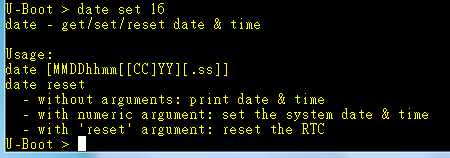 U-Boot > date set 16
date - get/set/reset date & time

Usage:
date [MMDDhhmm[[CC]YY][.ss]]
date reset
  - without arguments: print date & time
  - with numeric argument: set the system date & time
  - with 'reset' argument: reset the RTC
U-Boot >